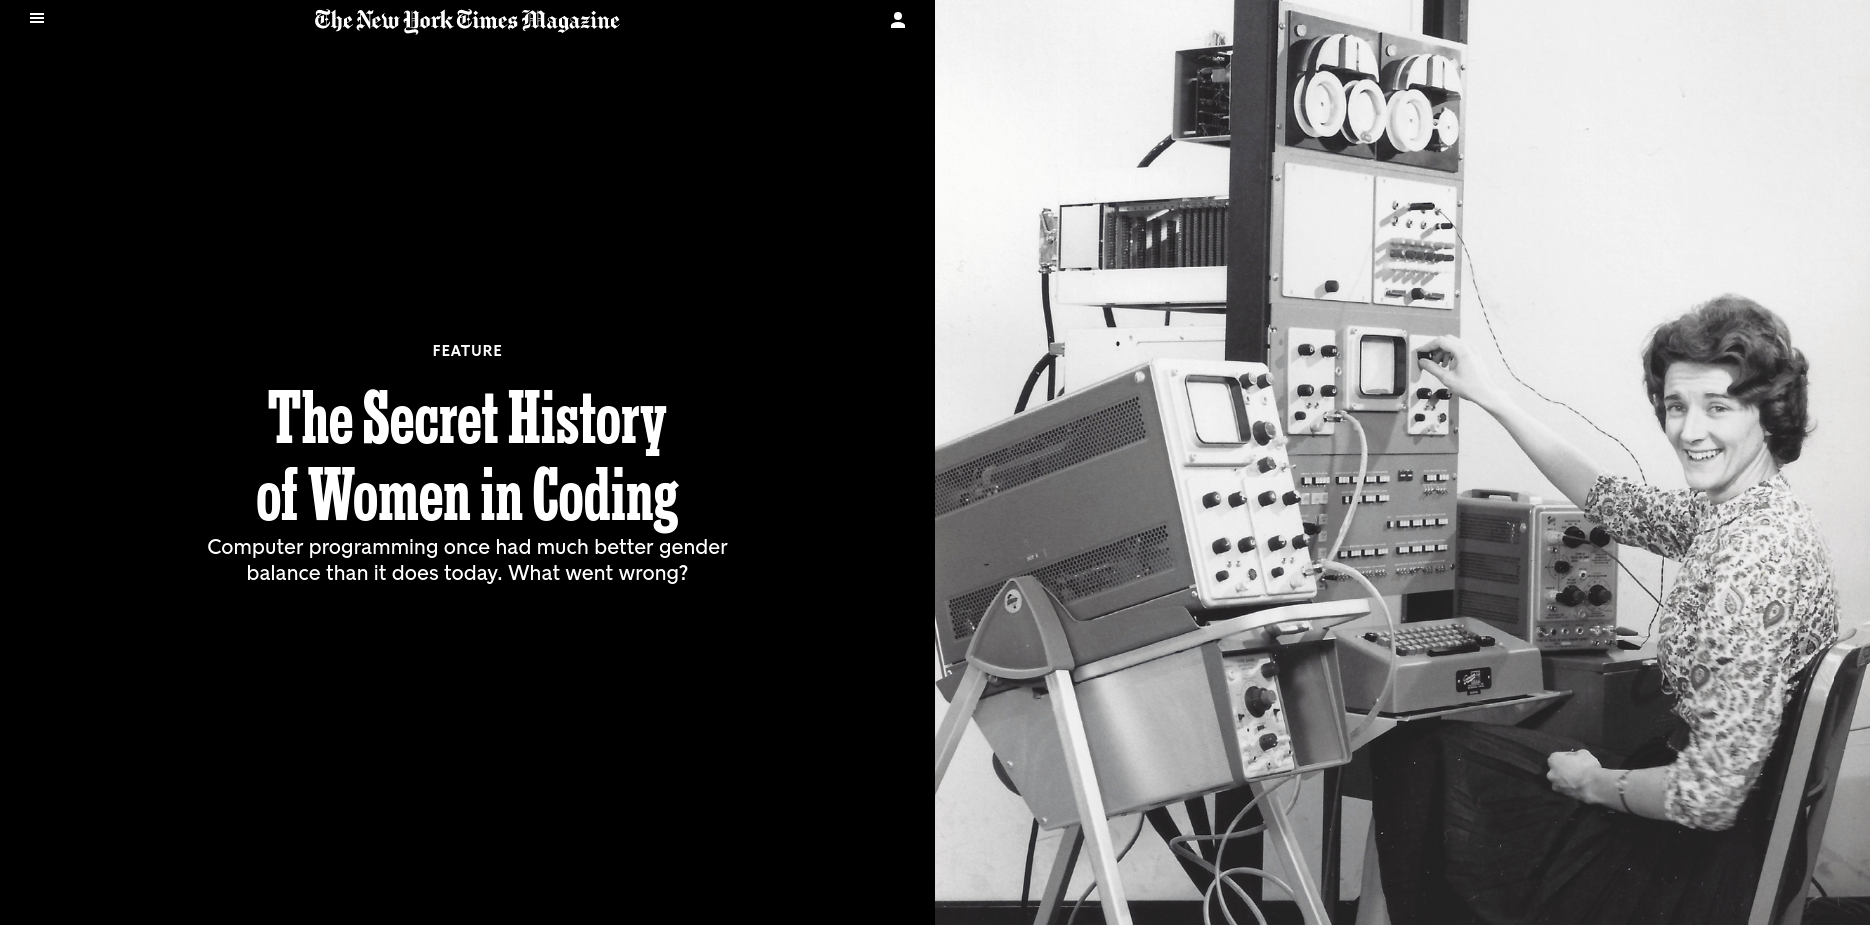 The New York Times Magazine
FEATURE
The Secret History
of Women in Coding
Computer programming once had much better gender
balance than it does today. What went wrong?